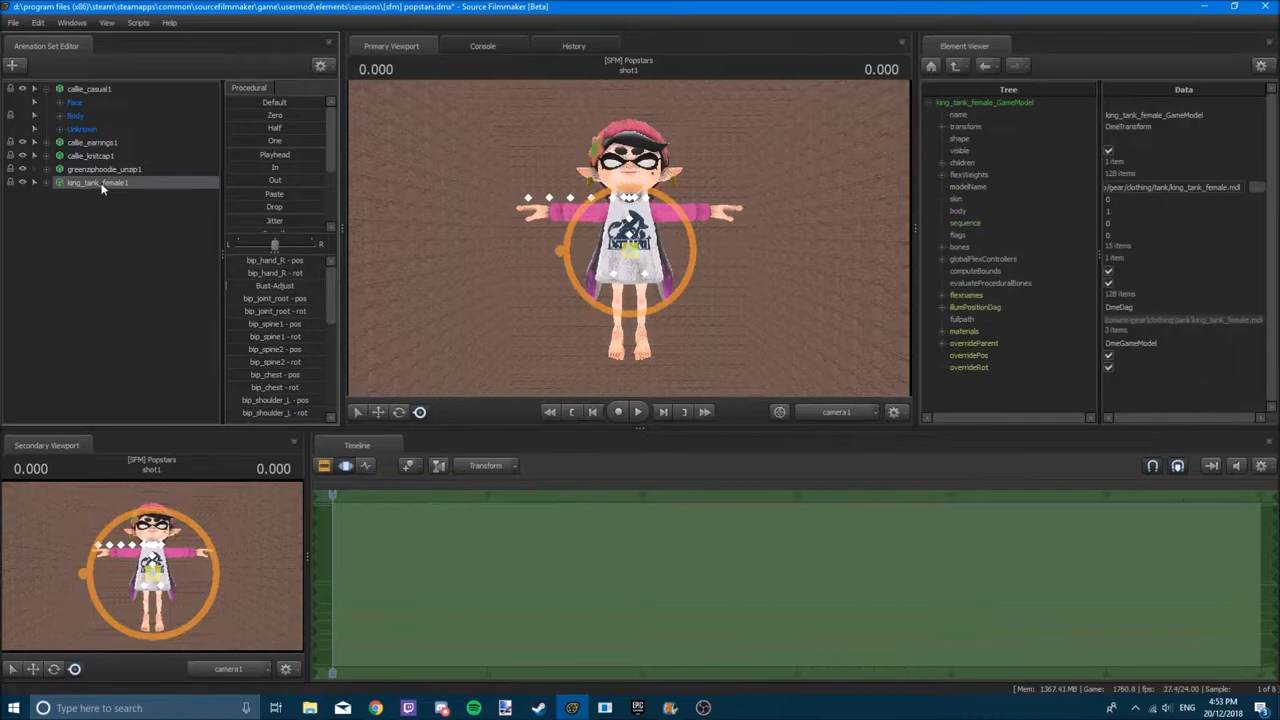 d:\program files (x86)\steam\steamapps\common\sourcefilmmaker\game\usermod\elements\sessions\[sfm] popstars.dmx* - Source Filmmaker [Beta]
File Edit Windows View Scripts Help
Animation Set Editor
callie_casual1
Face
Body
Unknown
callie_earrings1
callie_knitcap1
greenziphoodie_unzip1
king_tank_female1
Procedural
Default
Zero
Half
One
Playhead
In
Out
Paste
Drop
Jitter
L R
bip_hand_R - pos
bip_hand_R - rot
Bust-Adjust
bip_joint_root - pos
bip_joint_root - rot
bip_spine1 - pos
bip_spine1 - rot
bip_spine2 - pos
bip_spine2 - rot
bip_chest - pos
bip_chest - rot
bip_shoulder_L - pos
bip_shoulder_L - rot
Primary Viewport Console History
[SFM] Popstars
0.000 shot1 0.000
camera1
Element Viewer
Tree Data
king_tank_female_GameModel
name king_tank_female_GameModel
transform DmeTransform
shape
visible
children 1 item
flexWeights 128 items
modelName /gear/clothing/tank/king_tank_female.mdl
skin 0
body 1
sequence 0
flags 0
bones 15 items
globalFlexControllers 1 item
computeBounds
evaluateProceduralBones
flexnames 128 items
illumPositionDag DmeDag
fullpath \gear\clothing\tank\king_tank_female.mdl
materials 3 items
overrideParent DmeGameModel
overridePos
overrideRot
Secondary Viewport
[SFM] Popstars
0.000 shot1 0.000
camera1
Timeline
Transform
[ Mem: 1367.41 MB | Game: 1760.8 | fps: 27.4/24.00 | Sample: 1 of 8
Type here to search
ENG
4:53 PM
20/12/2018
3